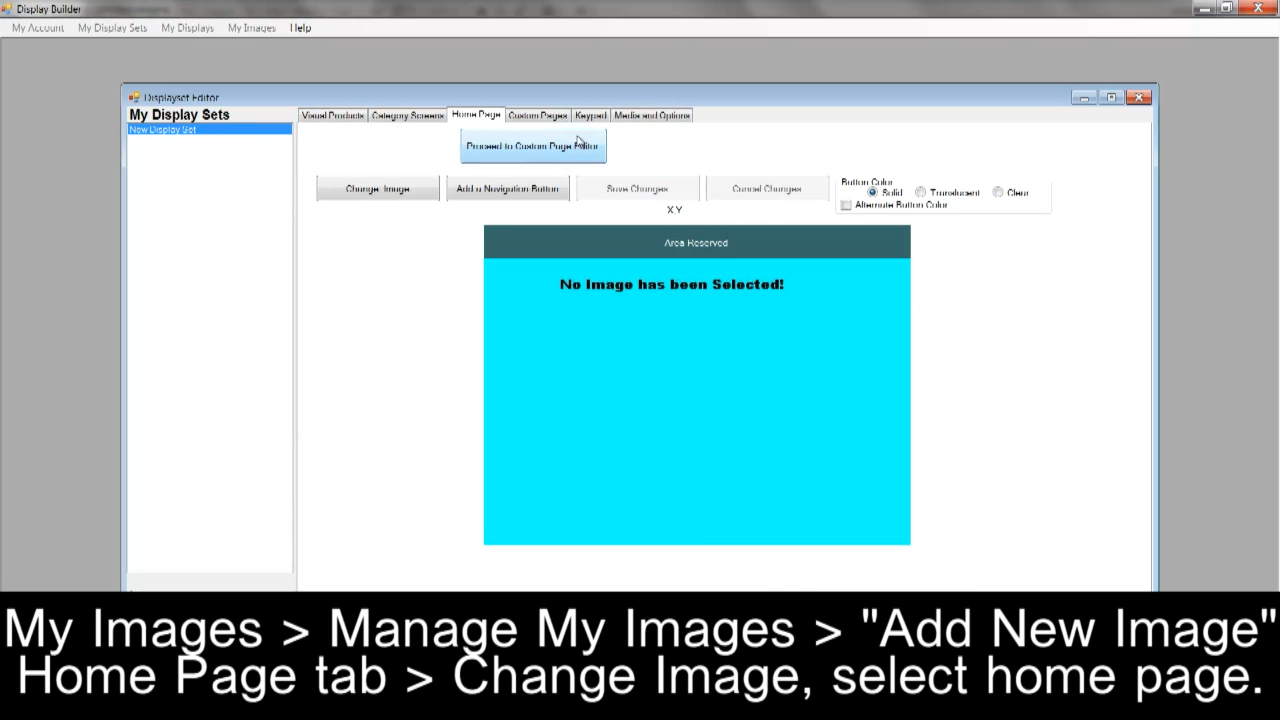 Display Builder
My Account My Display Sets My Displays My Images Help
Displayset Editor
My Display Sets
New Display Set
Visual Products Category Screens Home Page Custom Pages Keypad Media and Options
Proceed to Custom Page Editor
Change Image Add a Navigation Button Save Changes Cancel Changes
Button Color
Solid Translucent Clear
Alternate Button Color
X Y
Area Reserved
No Image has been Selected!
My Images > Manage My Images > "Add New Image"
Home Page tab > Change Image, select home page.